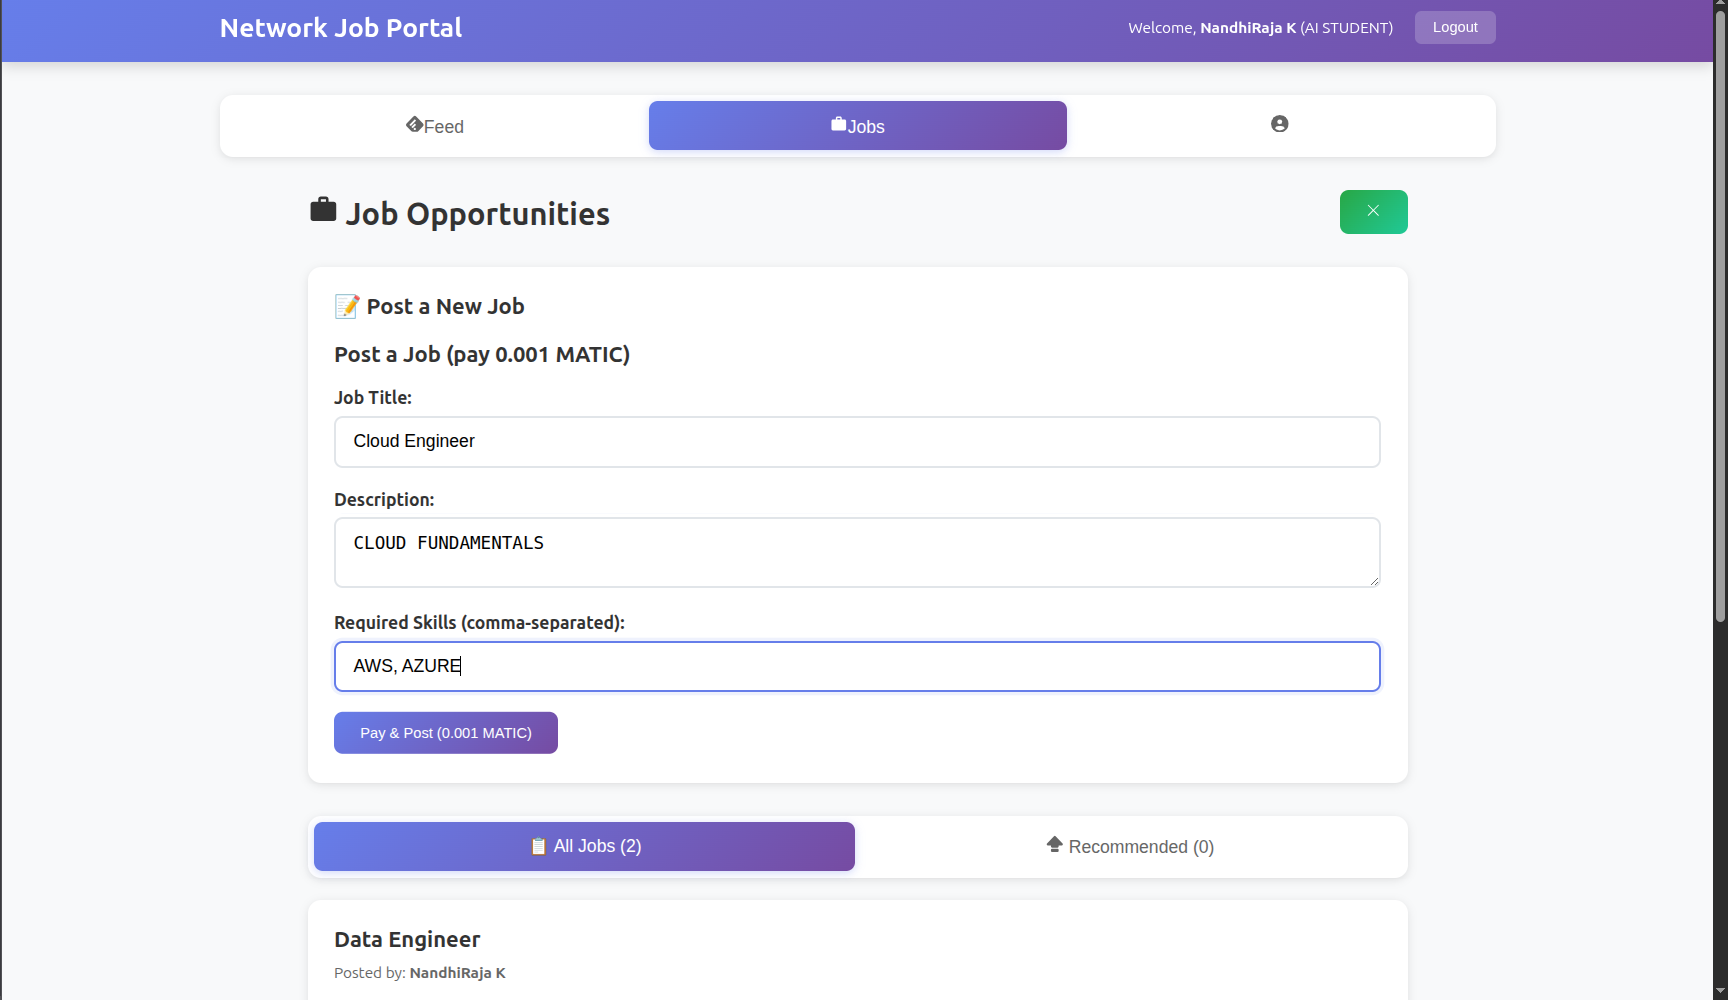 Network Job Portal
Welcome, NandhiRaja K (AI STUDENT)
Logout
Feed
Jobs
Job Opportunities
Post a New Job
Post a Job (pay 0.001 MATIC)
Job Title:
Cloud Engineer
Description:
CLOUD FUNDAMENTALS
Required Skills (comma-separated):
AWS, AZURE
Pay & Post (0.001 MATIC)
All Jobs (2)
Recommended (0)
Data Engineer
Posted by: NandhiRaja K